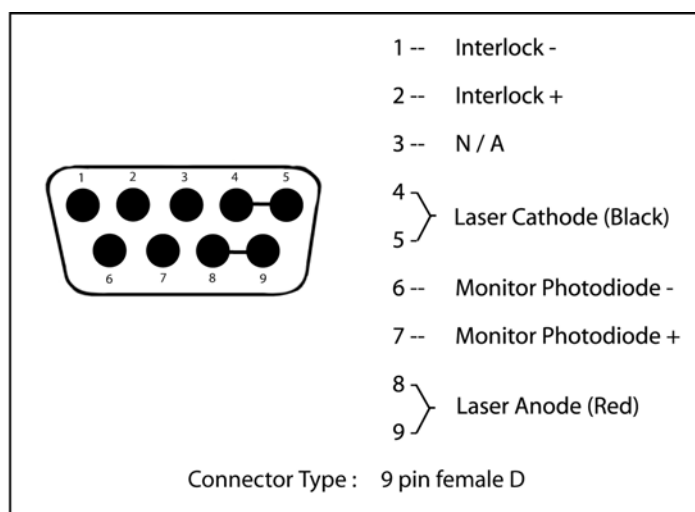 1 -- Interlock -
2 -- Interlock +
3 -- N / A
4
5
Laser Cathode (Black)
6 -- Monitor Photodiode -
7 -- Monitor Photodiode +
8
9
Laser Anode (Red)
1 2 3 4 5
6 7 8 9
Connector Type : 9 pin female D